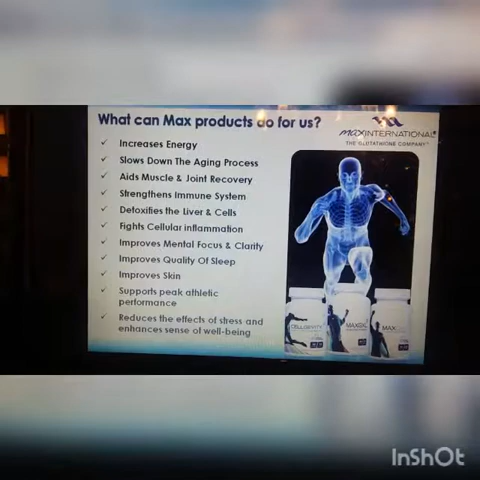 What can Max products do for us?
MAXINTERNATIONAL
THE GLUTATHIONE COMPANY
✓ Increases Energy
✓ Slows Down The Aging Process
✓ Aids Muscle & Joint Recovery
✓ Strengthens Immune System
✓ Detoxifies the Liver & Cells
✓ Fights Cellular inflammation
✓ Improves Mental Focus & Clarity
✓ Improves Quality Of Sleep
✓ Improves Skin
✓ Supports peak athletic
performance
✓ Reduces the effects of stress and
enhances sense of well-being
CELLGEVITY
InShOt